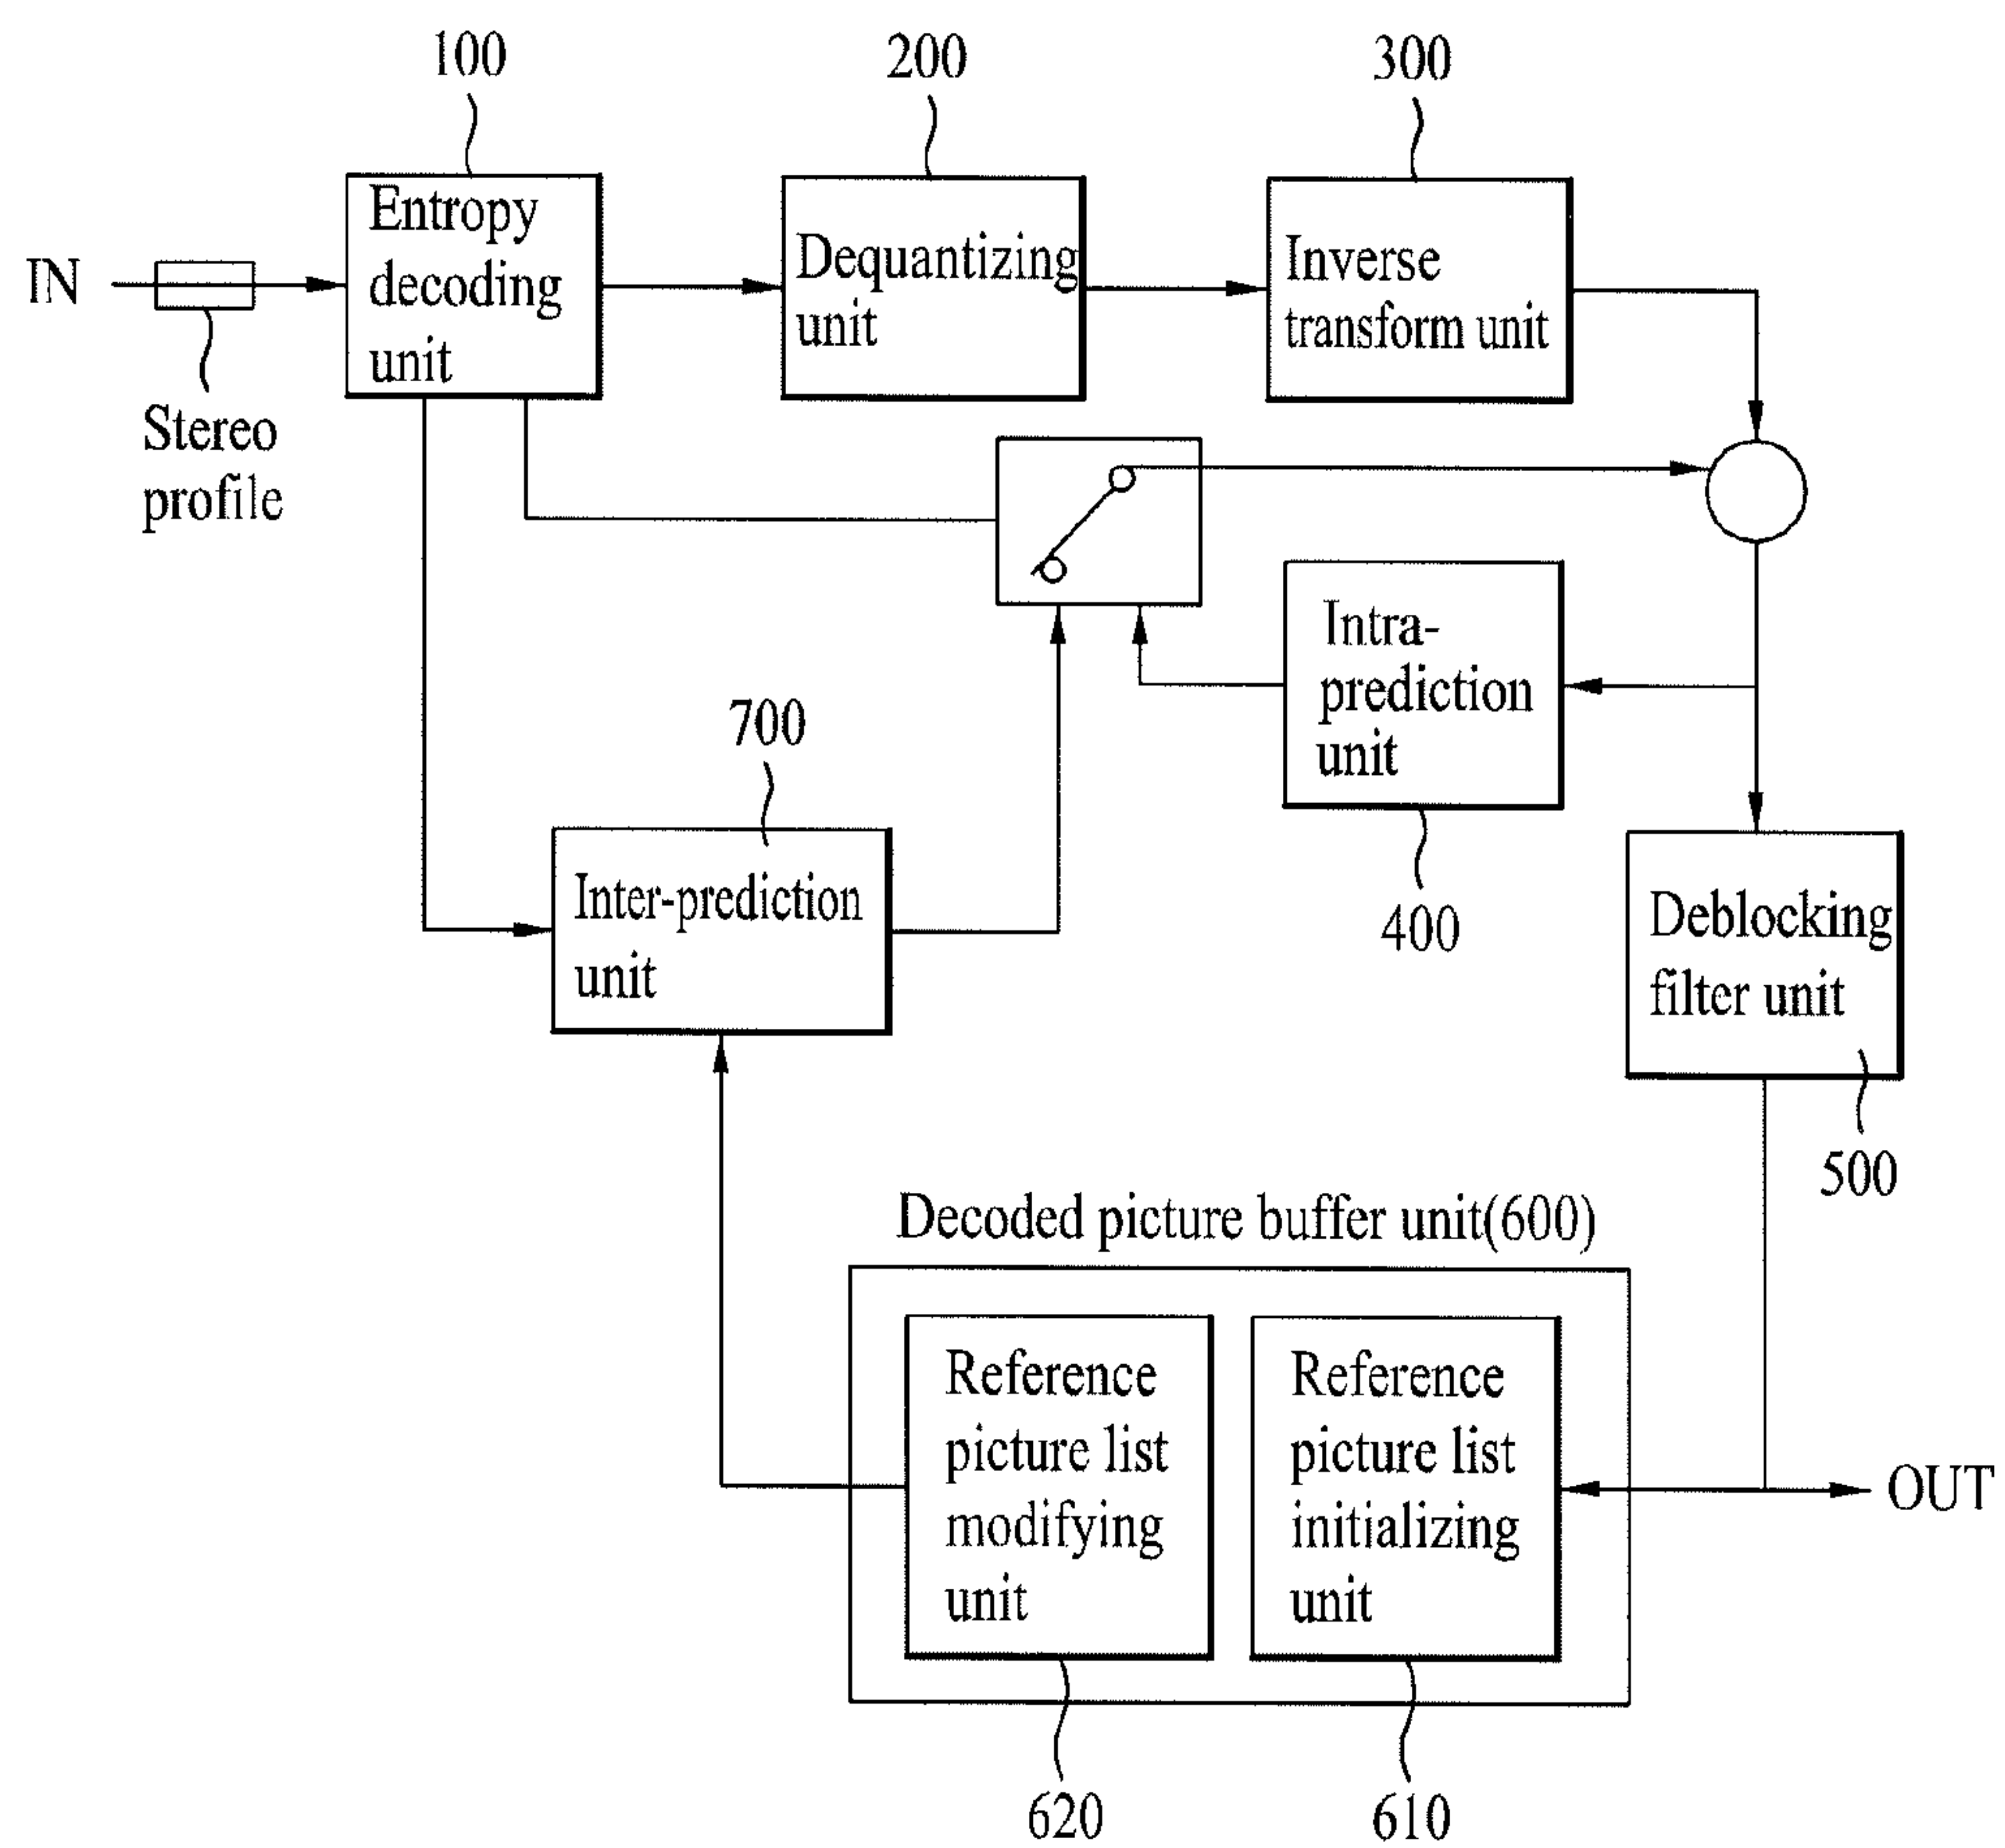 100
200
300
Entropy
decoding
unit
Dequantizing
unit
Inverse
transform unit
IN
Stereo
profile
Intra-
prediction
unit
700
400
Inter-prediction
unit
Deblocking
filter unit
500
Decoded picture buffer unit(600)
Reference
picture list
modifying
unit
Reference
picture list
initializing
unit
OUT
620
610